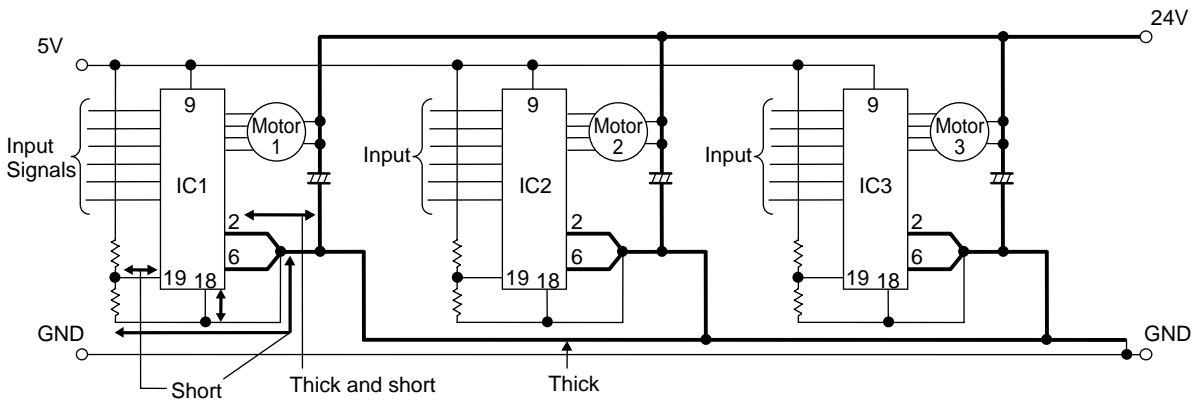 24V
5V
9
9
9
Motor
1
Motor
2
Motor
3
Input
Signals
Input
Input
IC1
IC2
IC3
2
2
2
6
6
6
19
18
19
18
19
18
GND
GND
Short
Thick and short
Thick